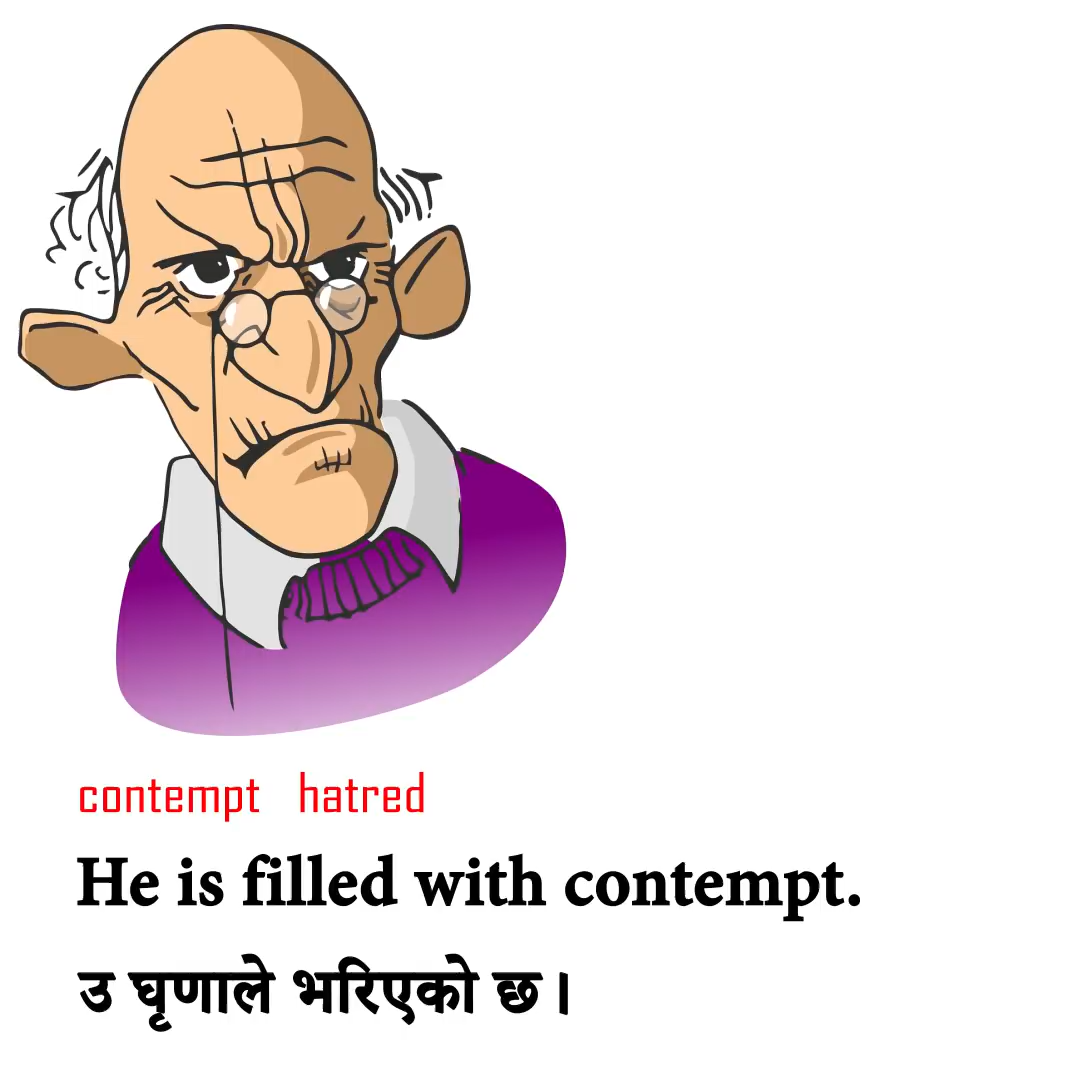 contempt hatred
He is filled with contempt.
उ घृणाले भरिएको छ।